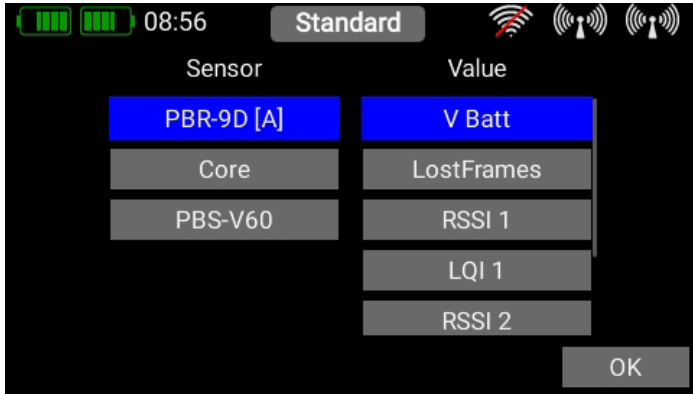 08:56 Standard
Sensor Value
PBR-9D [A] V Batt
Core LostFrames
PBS-V60 RSSI 1
LQI 1
RSSI 2
OK